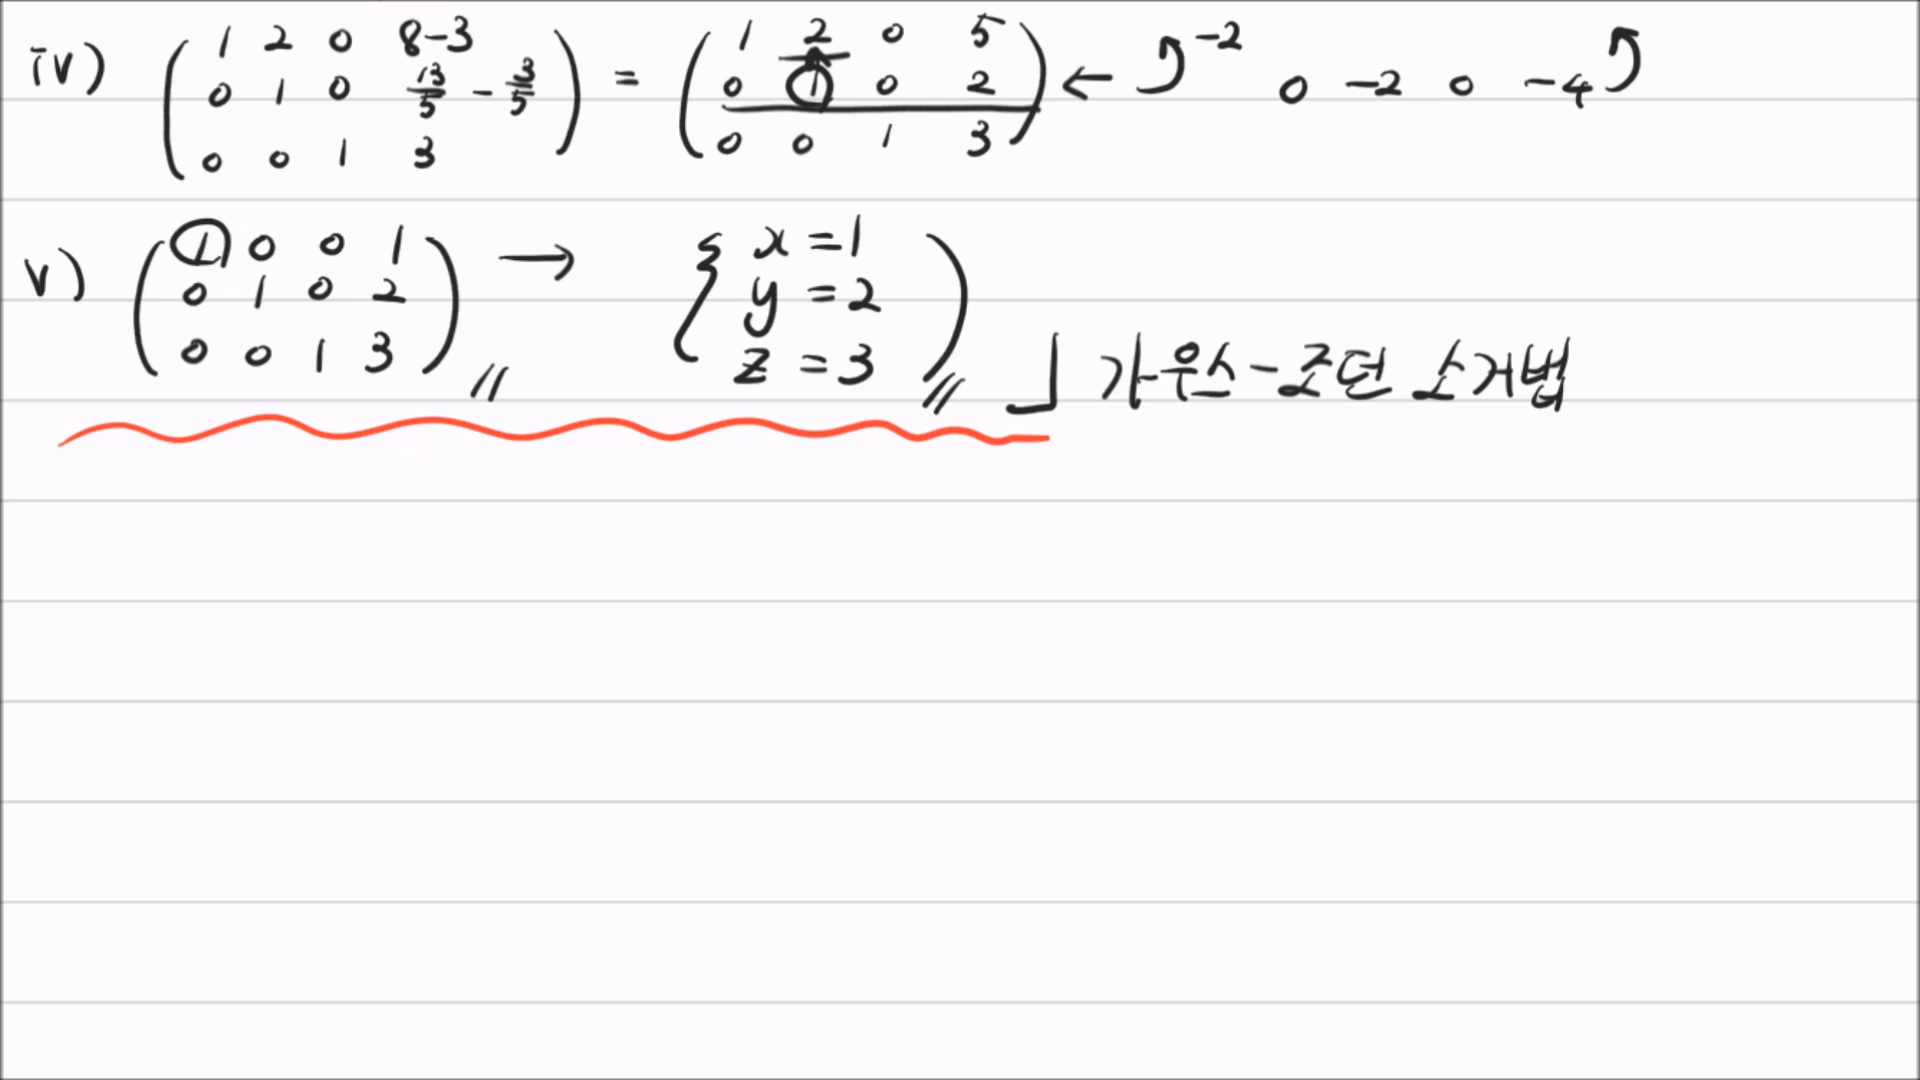 iv) ( 1 2 0 8-3 ) = ( 1 2 0 5 ) ← -2
0 1 0 13/5 - 3/5 0 1 0 2 0 -2 0 -4
0 0 1 3 0 0 1 3
v) ( 1 0 0 1 ) → { x = 1 )
0 1 0 2 y = 2
0 0 1 3 z = 3 가우스-조던 소거법